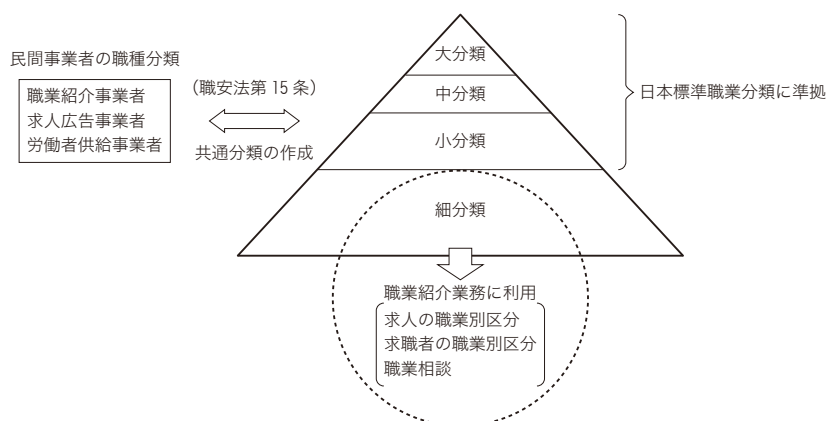 民間事業者の職種分類
職業紹介事業者
求人広告事業者
労働者供給事業者
（職安法第 15 条）
共通分類の作成
大分類
中分類
小分類
細分類
日本標準職業分類に準拠
職業紹介業務に利用
求人の職業別区分
求職者の職業別区分
職業相談